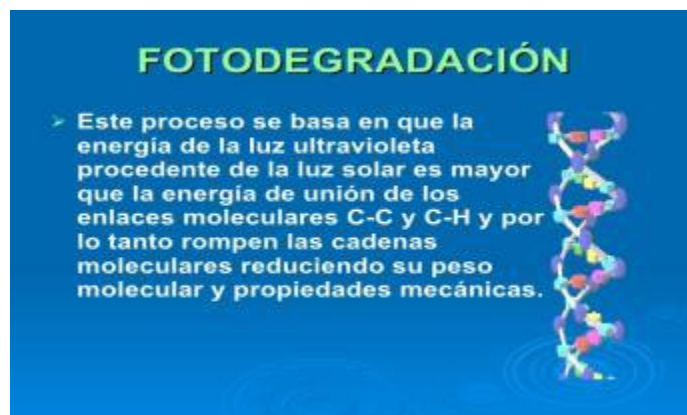 FOTODEGRADACIÓN
Este proceso se basa en que la
energía de la luz ultravioleta
procedente de la luz solar es mayor
que la energía de unión de los
enlaces moleculares C-C y C-H y por
lo tanto rompen las cadenas
moleculares reduciendo su peso
molecular y propiedades mecánicas.